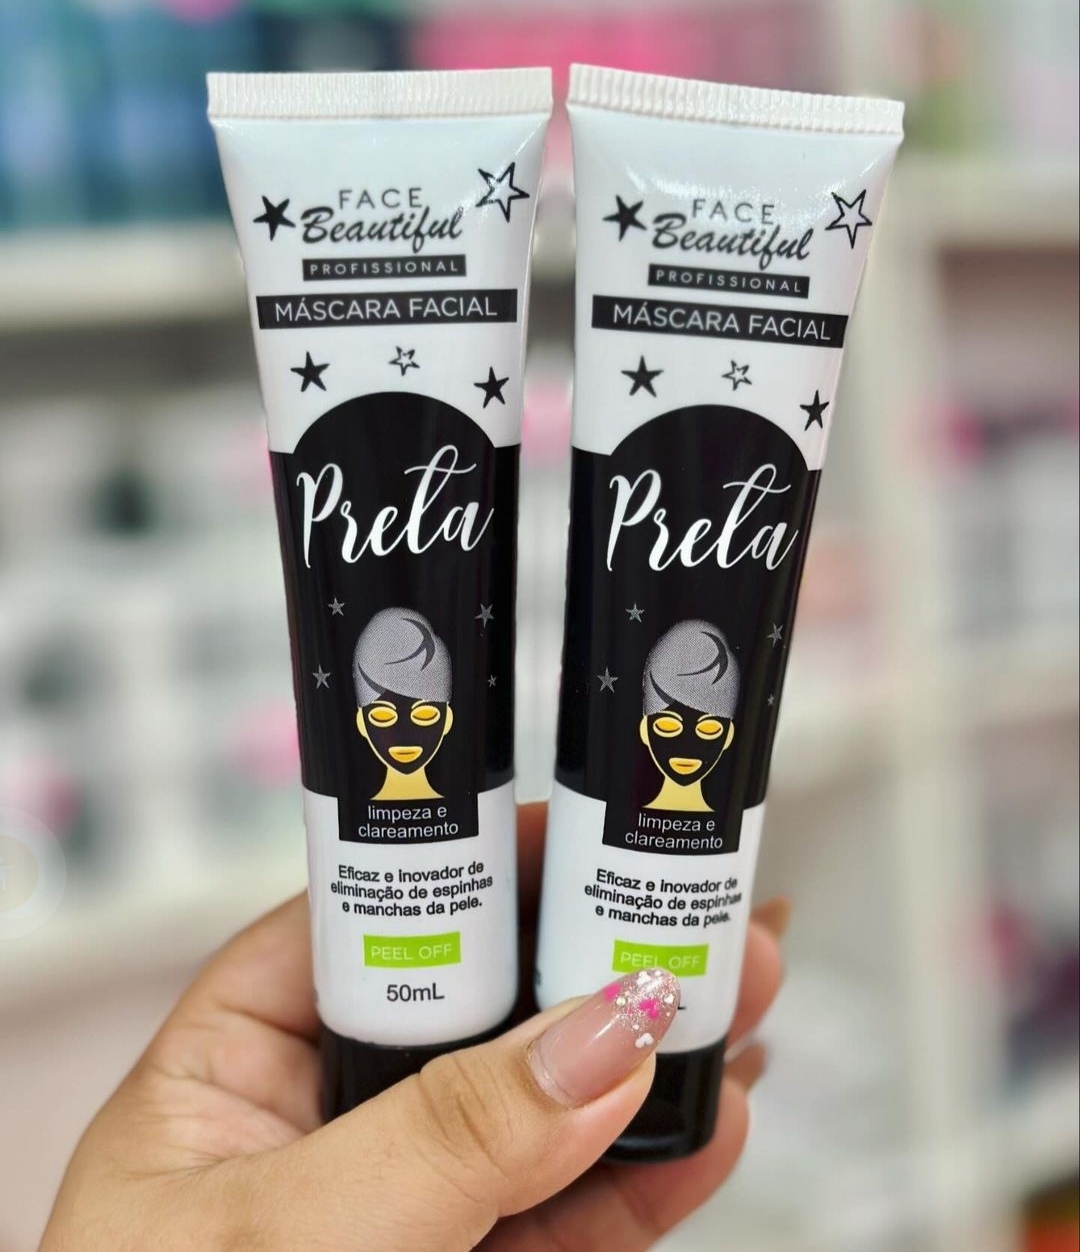 FACE
Beautiful
PROFISSIONAL
MÁSCARA FACIAL
Preta
limpeza e
clareamento
Eficaz e inovador de
eliminação de espinhas
e manchas da pele.
PEEL OFF
50mL
FACE
Beautiful
PROFISSIONAL
MÁSCARA FACIAL
Preta
limpeza e
clareamento
Eficaz e inovador de
eliminação de espinhas
e manchas da pele.
PEEL OFF